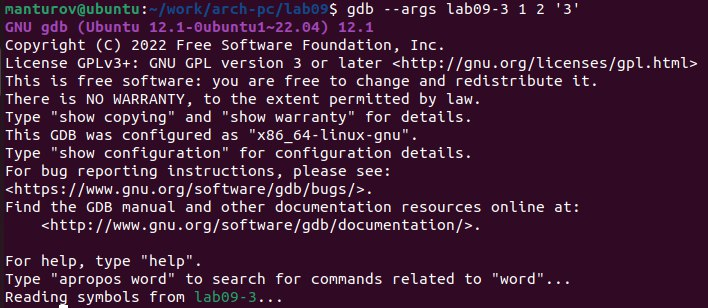 manturov@ubuntu:~/work/arch-pc/lab09$ gdb --args lab09-3 1 2 '3'
GNU gdb (Ubuntu 12.1-0ubuntu1~22.04) 12.1
Copyright (C) 2022 Free Software Foundation, Inc.
License GPLv3+: GNU GPL version 3 or later <http://gnu.org/licenses/gpl.html>
This is free software: you are free to change and redistribute it.
There is NO WARRANTY, to the extent permitted by law.
Type "show copying" and "show warranty" for details.
This GDB was configured as "x86_64-linux-gnu".
Type "show configuration" for configuration details.
For bug reporting instructions, please see:
<https://www.gnu.org/software/gdb/bugs/>.
Find the GDB manual and other documentation resources online at:
    <http://www.gnu.org/software/gdb/documentation/>.

For help, type "help".
Type "apropos word" to search for commands related to "word"...
Reading symbols from lab09-3...